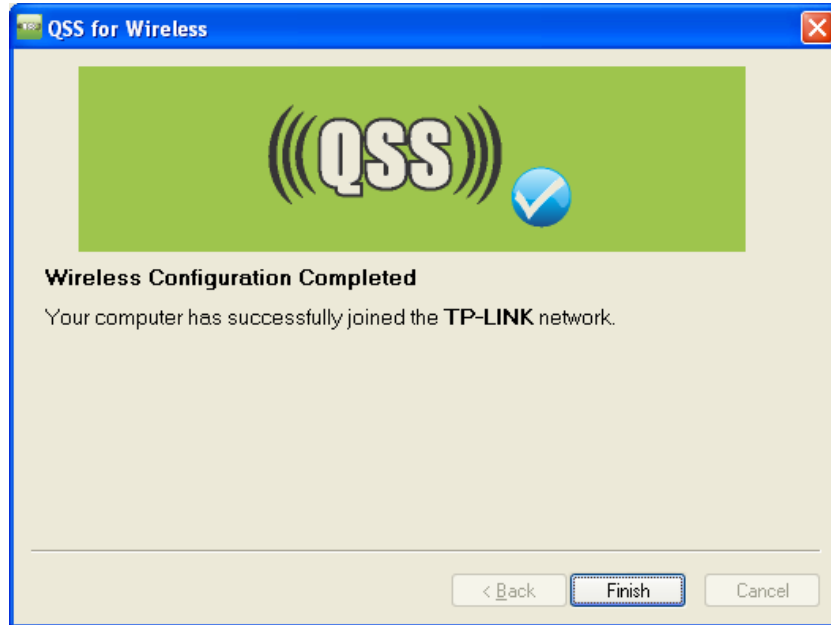 QSS for Wireless
(((QSS)))
Wireless Configuration Completed
Your computer has successfully joined the TP-LINK network.
< Back Finish Cancel